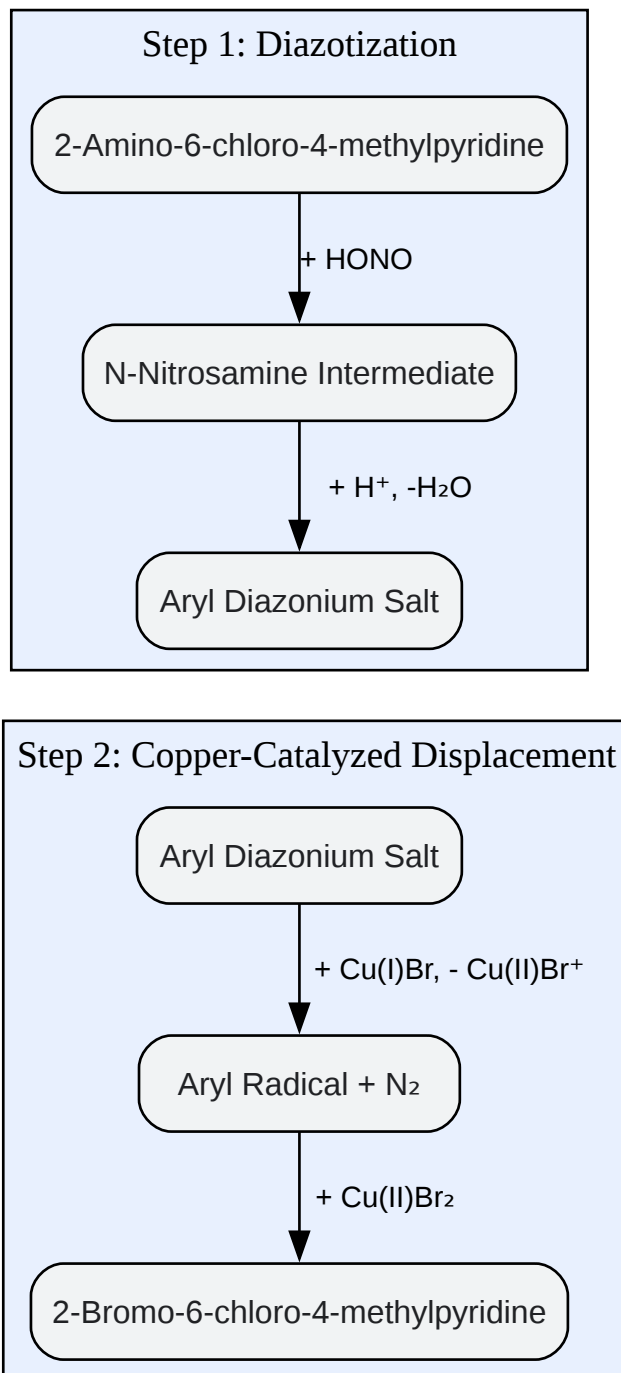 Step 1: Diazotization
2-Amino-6-chloro-4-methylpyridine
+ HONO
N-Nitrosamine Intermediate
+ H⁺, -H₂O
Aryl Diazonium Salt
Step 2: Copper-Catalyzed Displacement
Aryl Diazonium Salt
+ Cu(I)Br, - Cu(II)Br⁺
Aryl Radical + N₂
+ Cu(II)Br₂
2-Bromo-6-chloro-4-methylpyridine